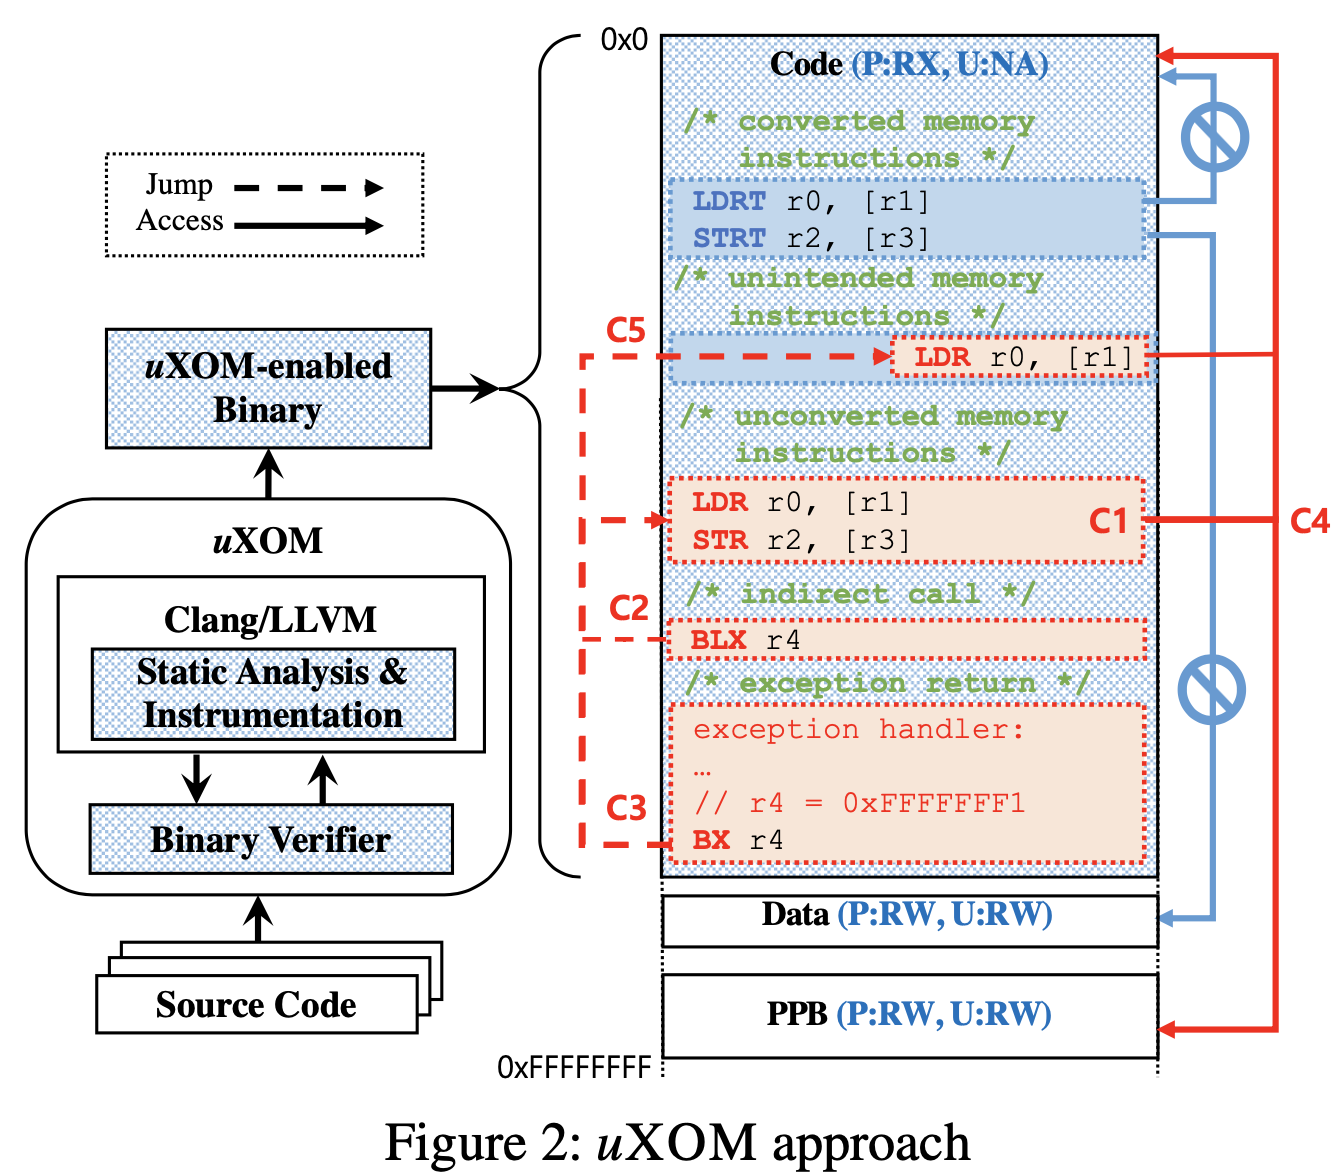 Jump
Access
uXOM-enabled
Binary
uXOM
Clang/LLVM
Static Analysis &
Instrumentation
Binary Verifier
Source Code
0x0
Code (P:RX, U:NA)
/* converted memory
instructions */
LDRT r0, [r1]
STRT r2, [r3]
/* unintended memory
instructions */
C5
LDR r0, [r1]
/* unconverted memory
instructions */
LDR r0, [r1]
STR r2, [r3]
C1
C4
/* indirect call */
C2
BLX r4
/* exception return */
exception handler:
…
// r4 = 0xFFFFFFF1
C3
BX r4
Data (P:RW, U:RW)
PPB (P:RW, U:RW)
0xFFFFFFFF
Figure 2: uXOM approach